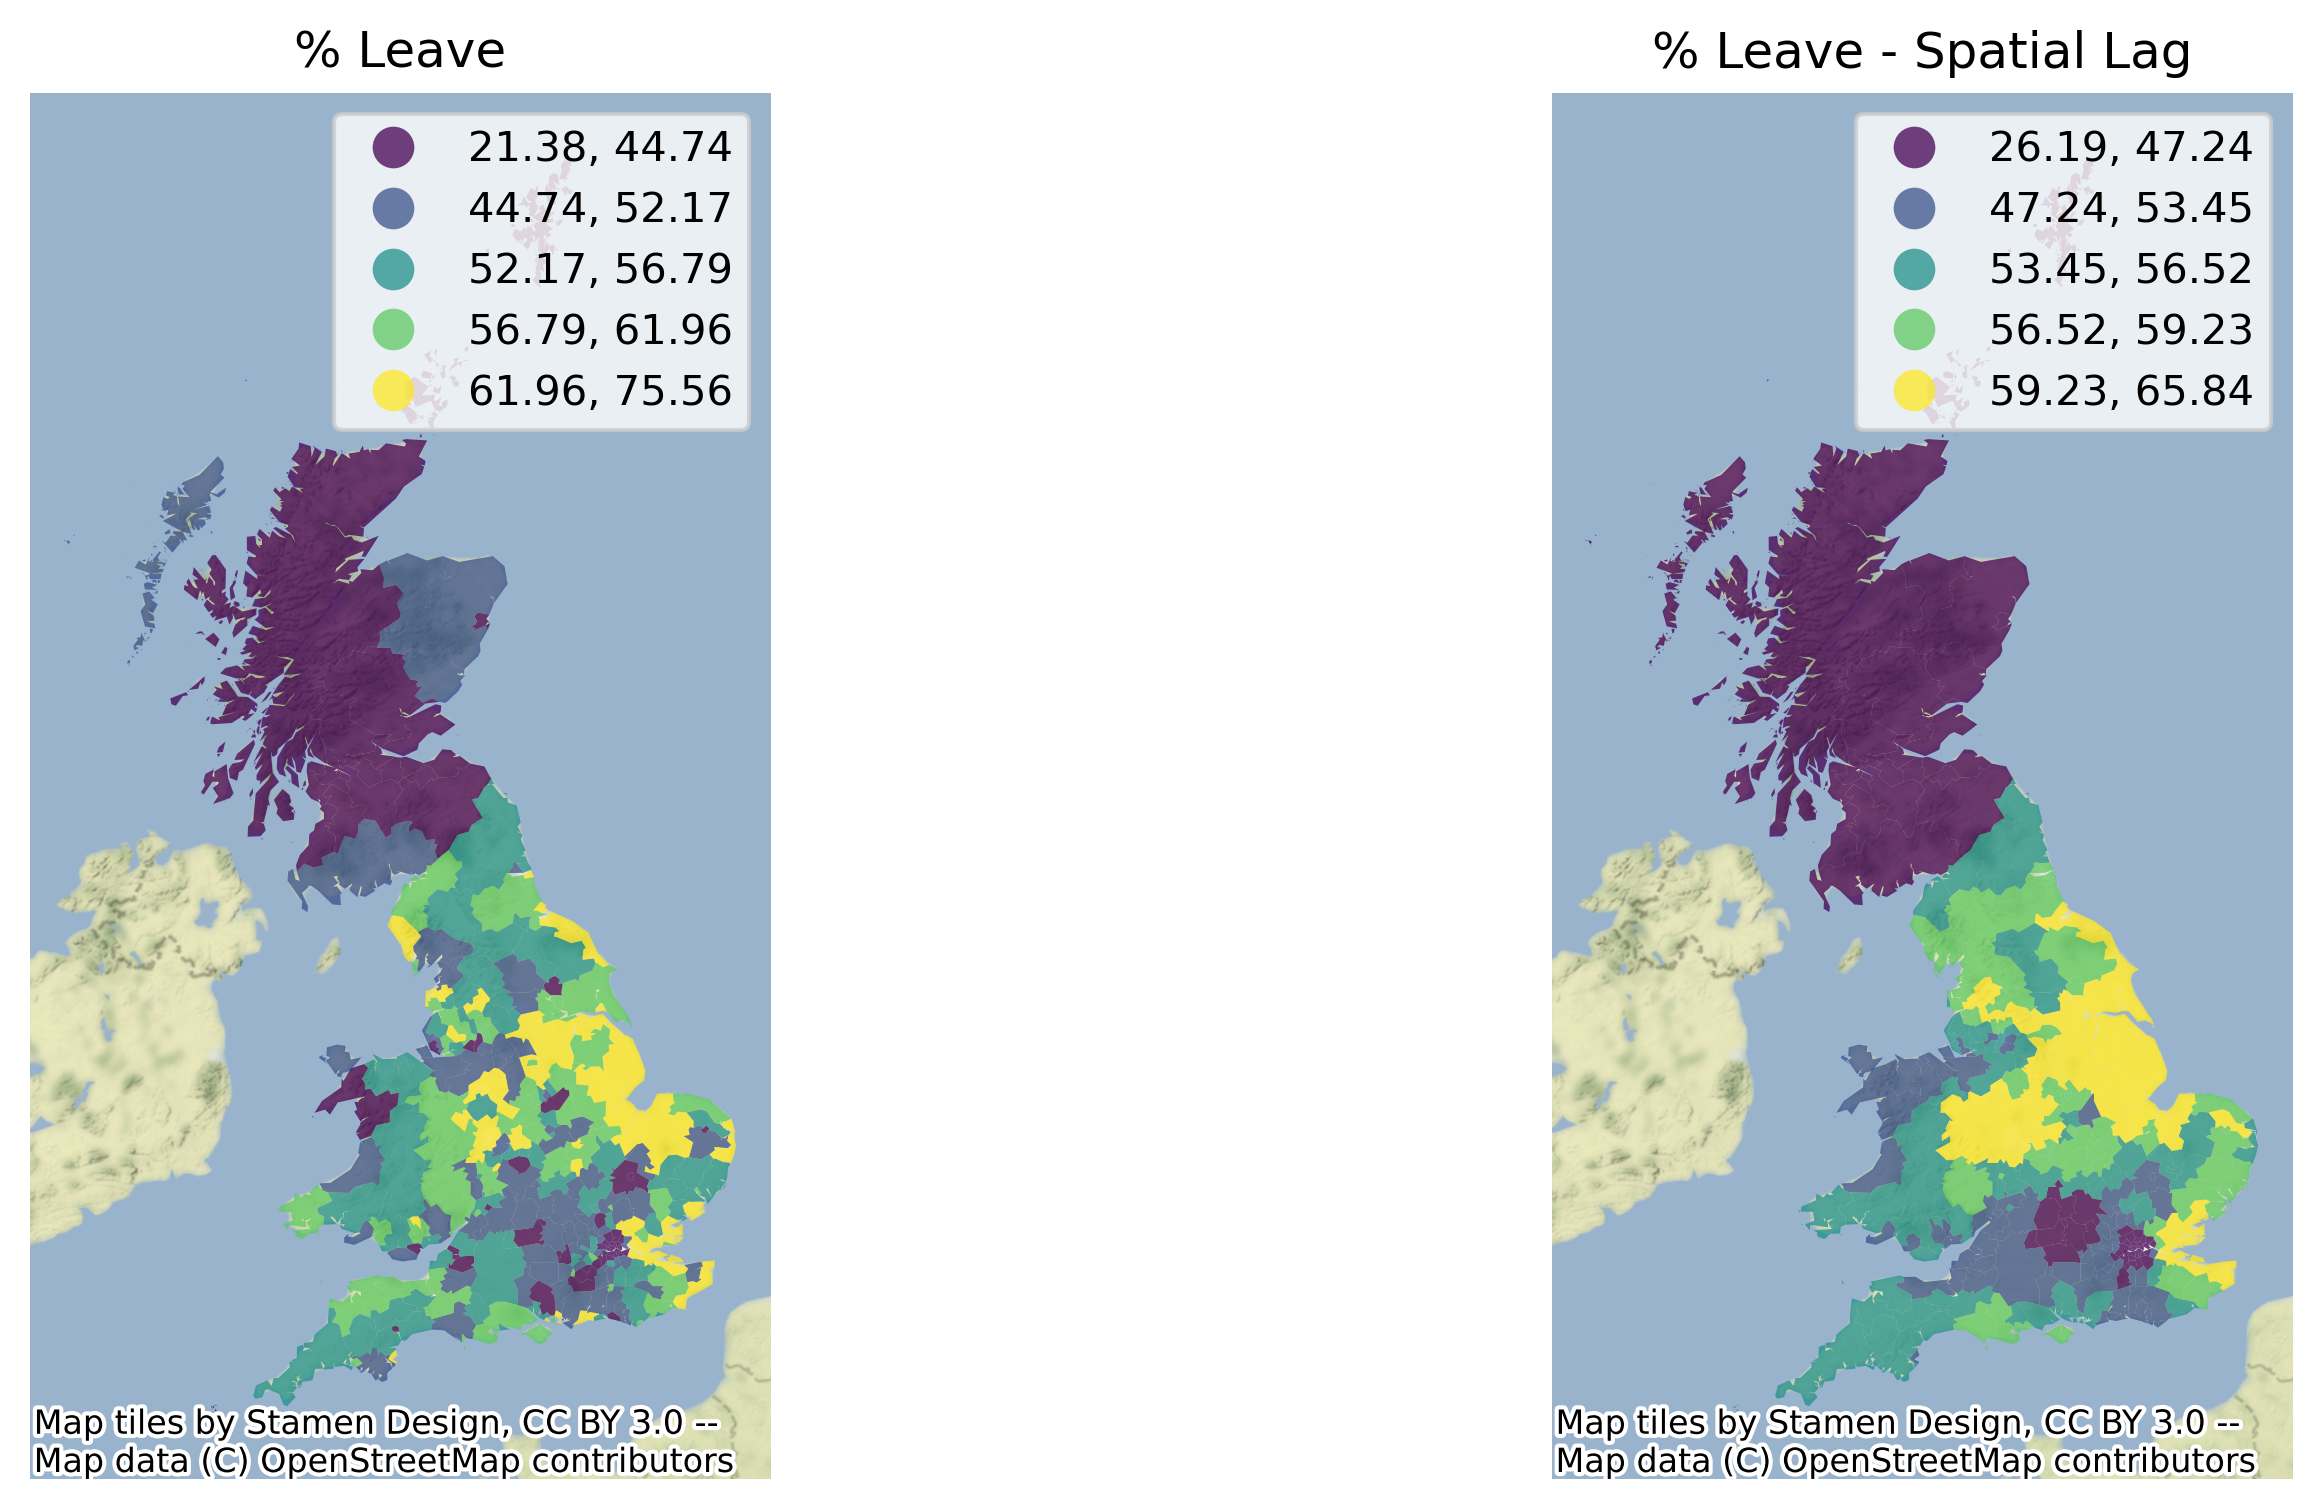 % Leave
21.38, 44.74
44.74, 52.17
52.17, 56.79
56.79, 61.96
61.96, 75.56
Map tiles by Stamen Design, CC BY 3.0 --
Map data (C) OpenStreetMap contributors
% Leave - Spatial Lag
26.19, 47.24
47.24, 53.45
53.45, 56.52
56.52, 59.23
59.23, 65.84
Map tiles by Stamen Design, CC BY 3.0 --
Map data (C) OpenStreetMap contributors